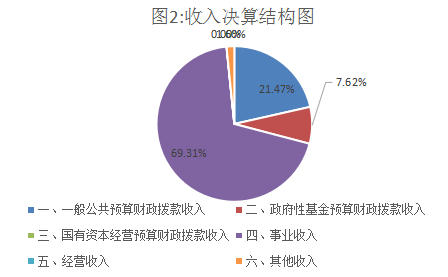 图2:收入决算结构图
21.47%
7.62%
69.31%
一、一般公共预算财政拨款收入
二、政府性基金预算财政拨款收入
三、国有资本经营预算财政拨款收入
四、事业收入
五、经营收入
六、其他收入